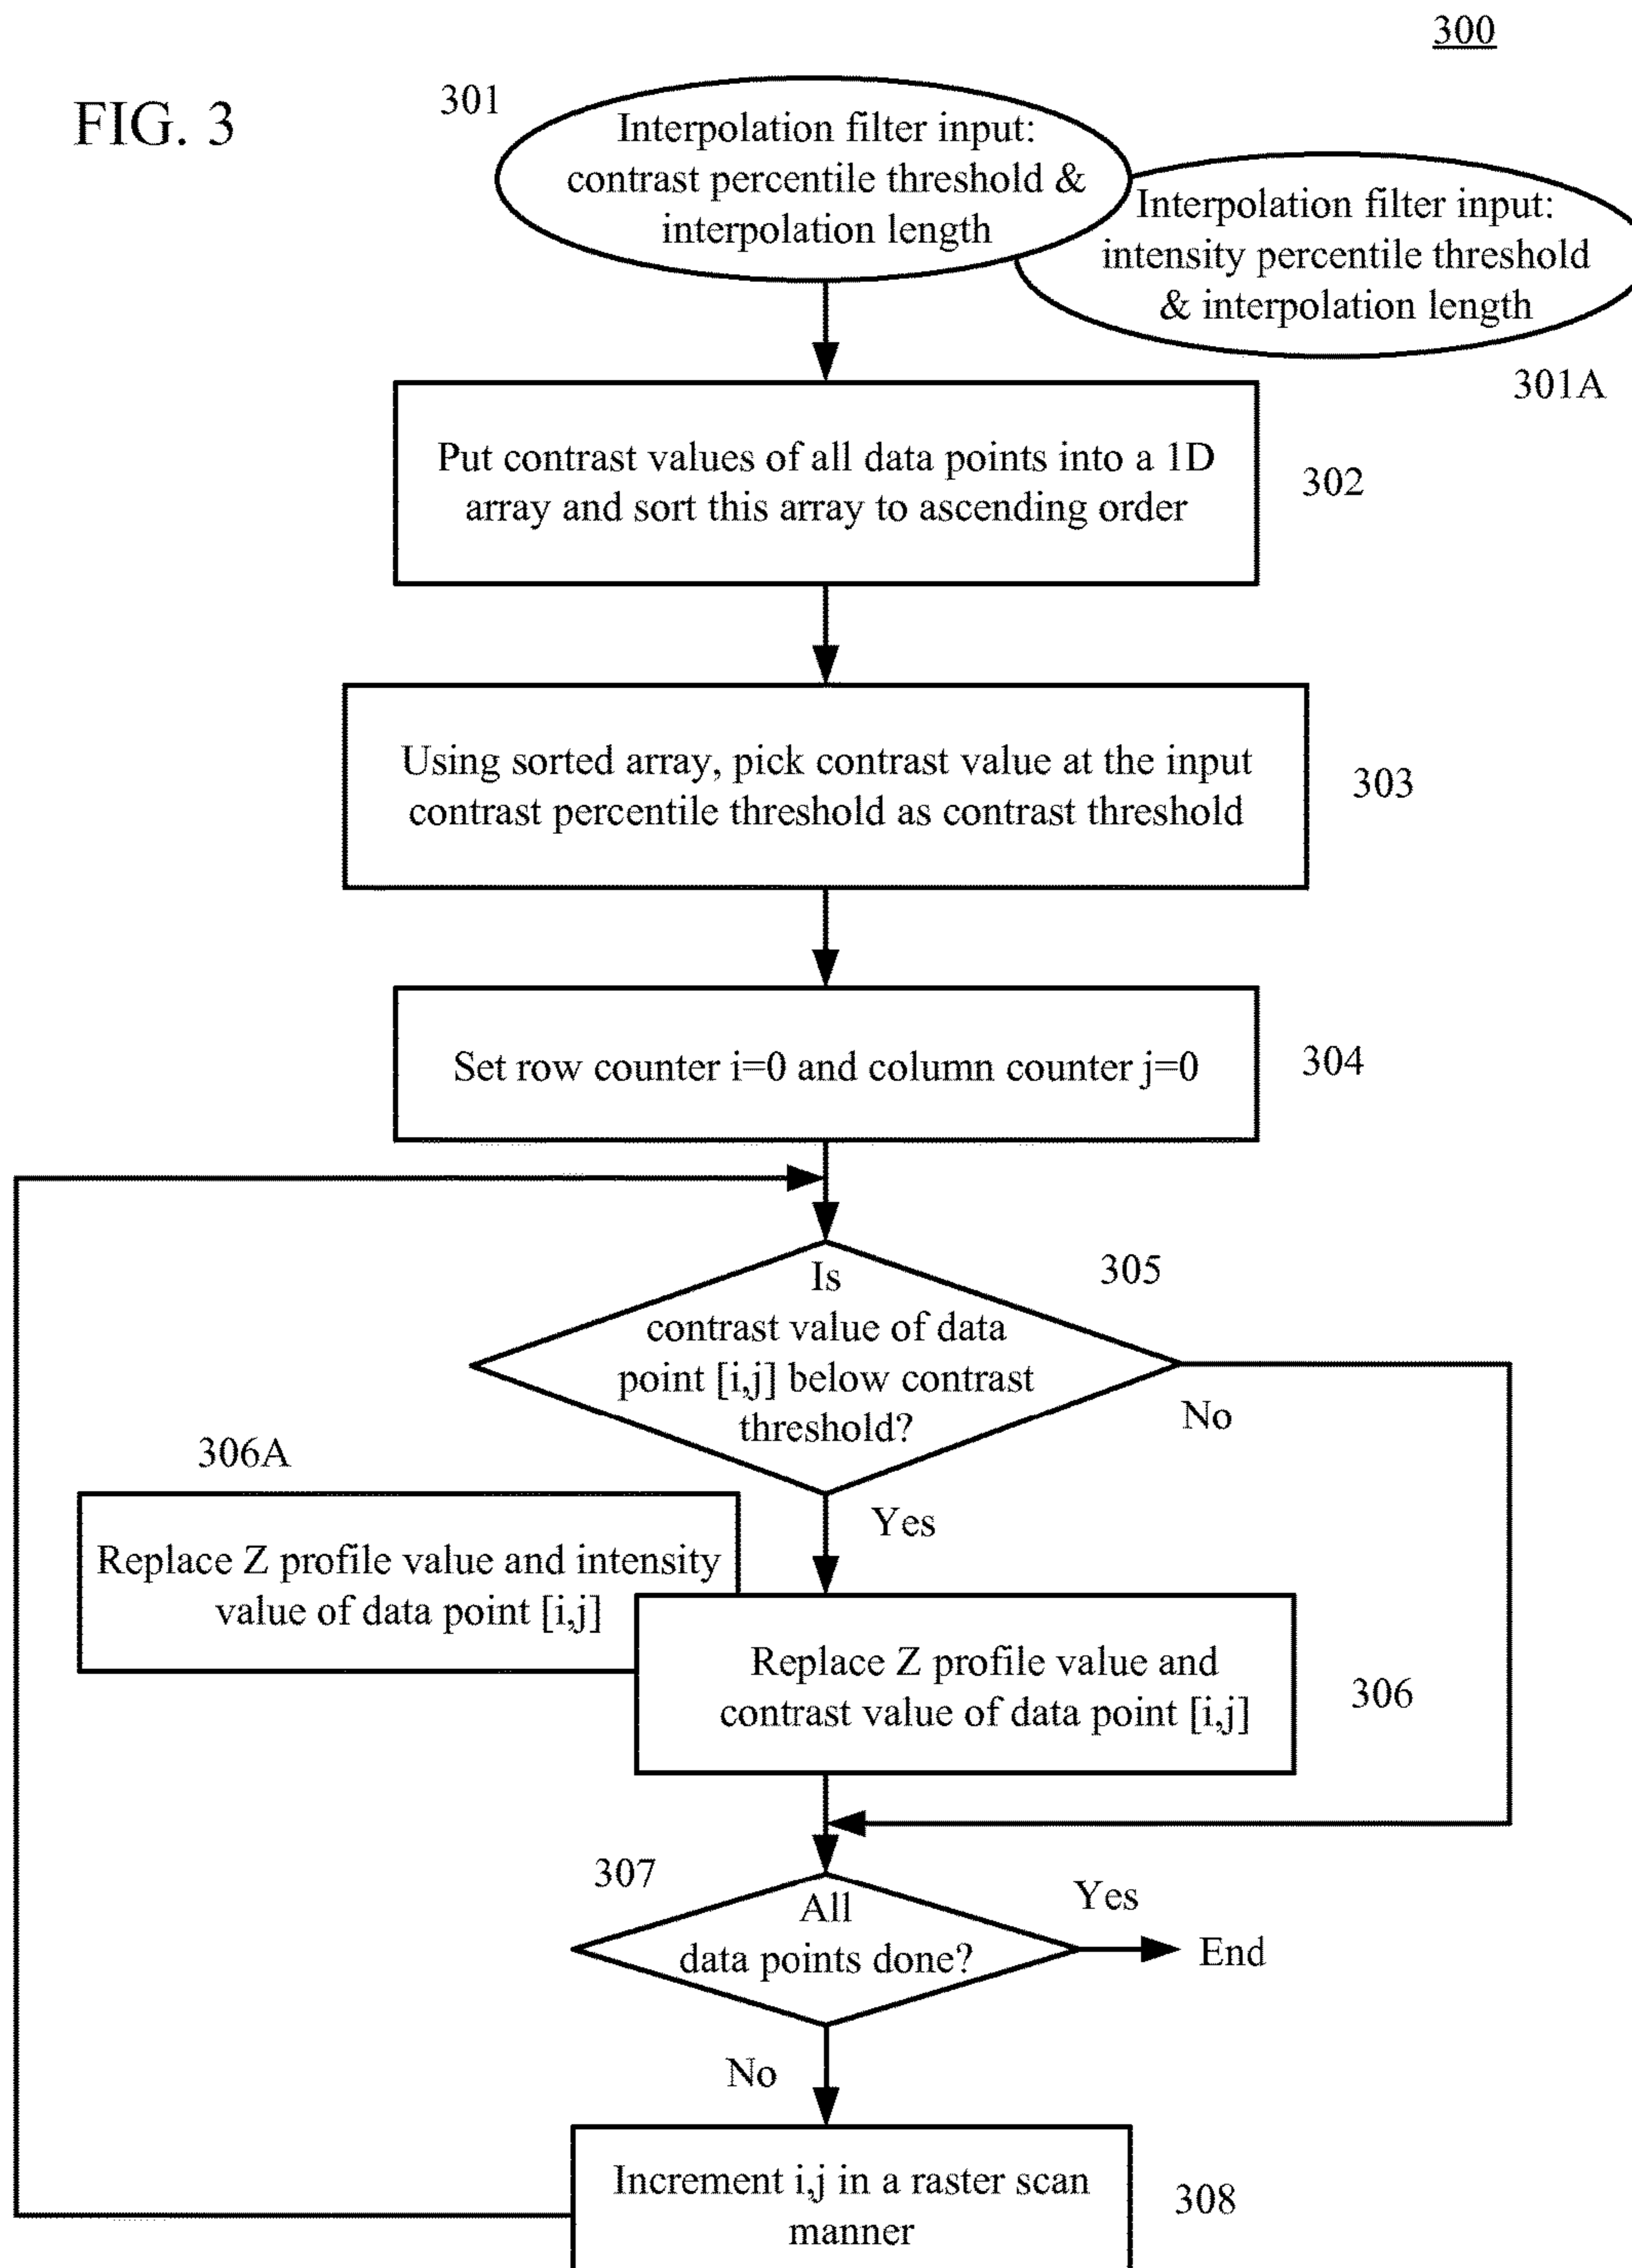 300
FIG. 3
301
Interpolation filter input:
contrast percentile threshold &
interpolation length
Interpolation filter input:
intensity percentile threshold
& interpolation length
301A
Put contrast values of all data points into a 1D
array and sort this array to ascending order
302
Using sorted array, pick contrast value at the input
contrast percentile threshold as contrast threshold
303
Set row counter i=0 and column counter j=0
304
305
Is
contrast value of data
point [i,j] below contrast
threshold?
No
Yes
306A
Replace Z profile value and intensity
value of data point [i,j]
Replace Z profile value and
contrast value of data point [i,j]
306
307
All
data points done?
Yes
End
No
Increment i,j in a raster scan
manner
308